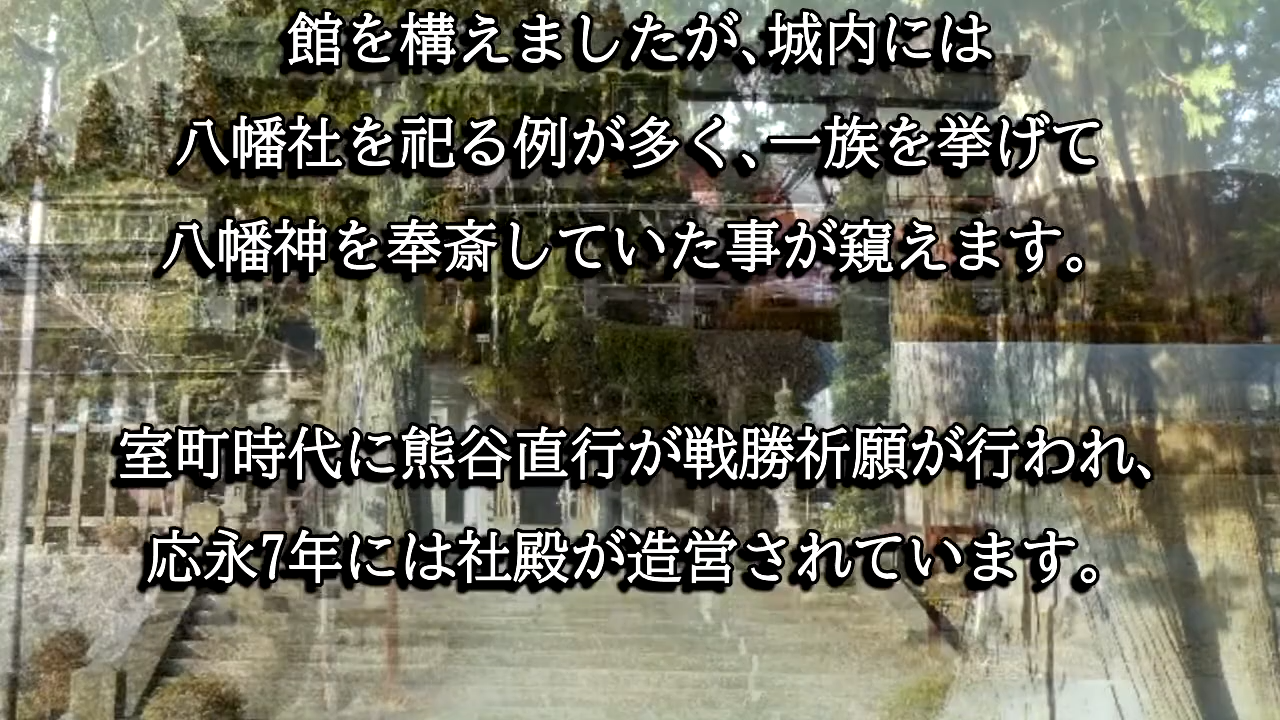 館を構えましたが、城内には
八幡社を祀る例が多く、一族を挙げて
八幡神を奉斎していた事が窺えます。
室町時代に熊谷直行が戦勝祈願が行われ、
応永7年には社殿が造営されています。